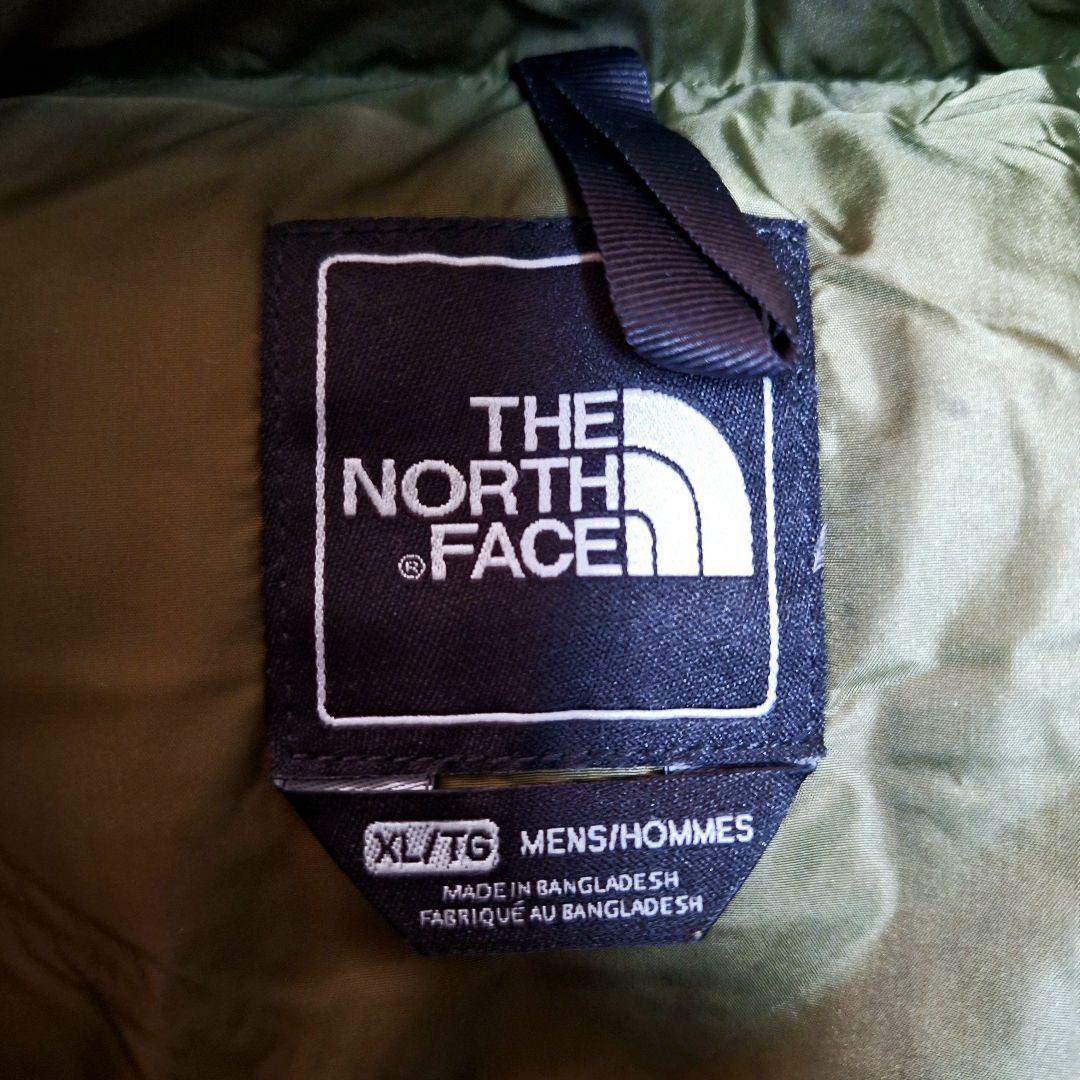 THE
NORTH
® FACE
XL/TG MENS/HOMMES
MADE IN BANGLADESH
FABRIQUÉ AU BANGLADESH